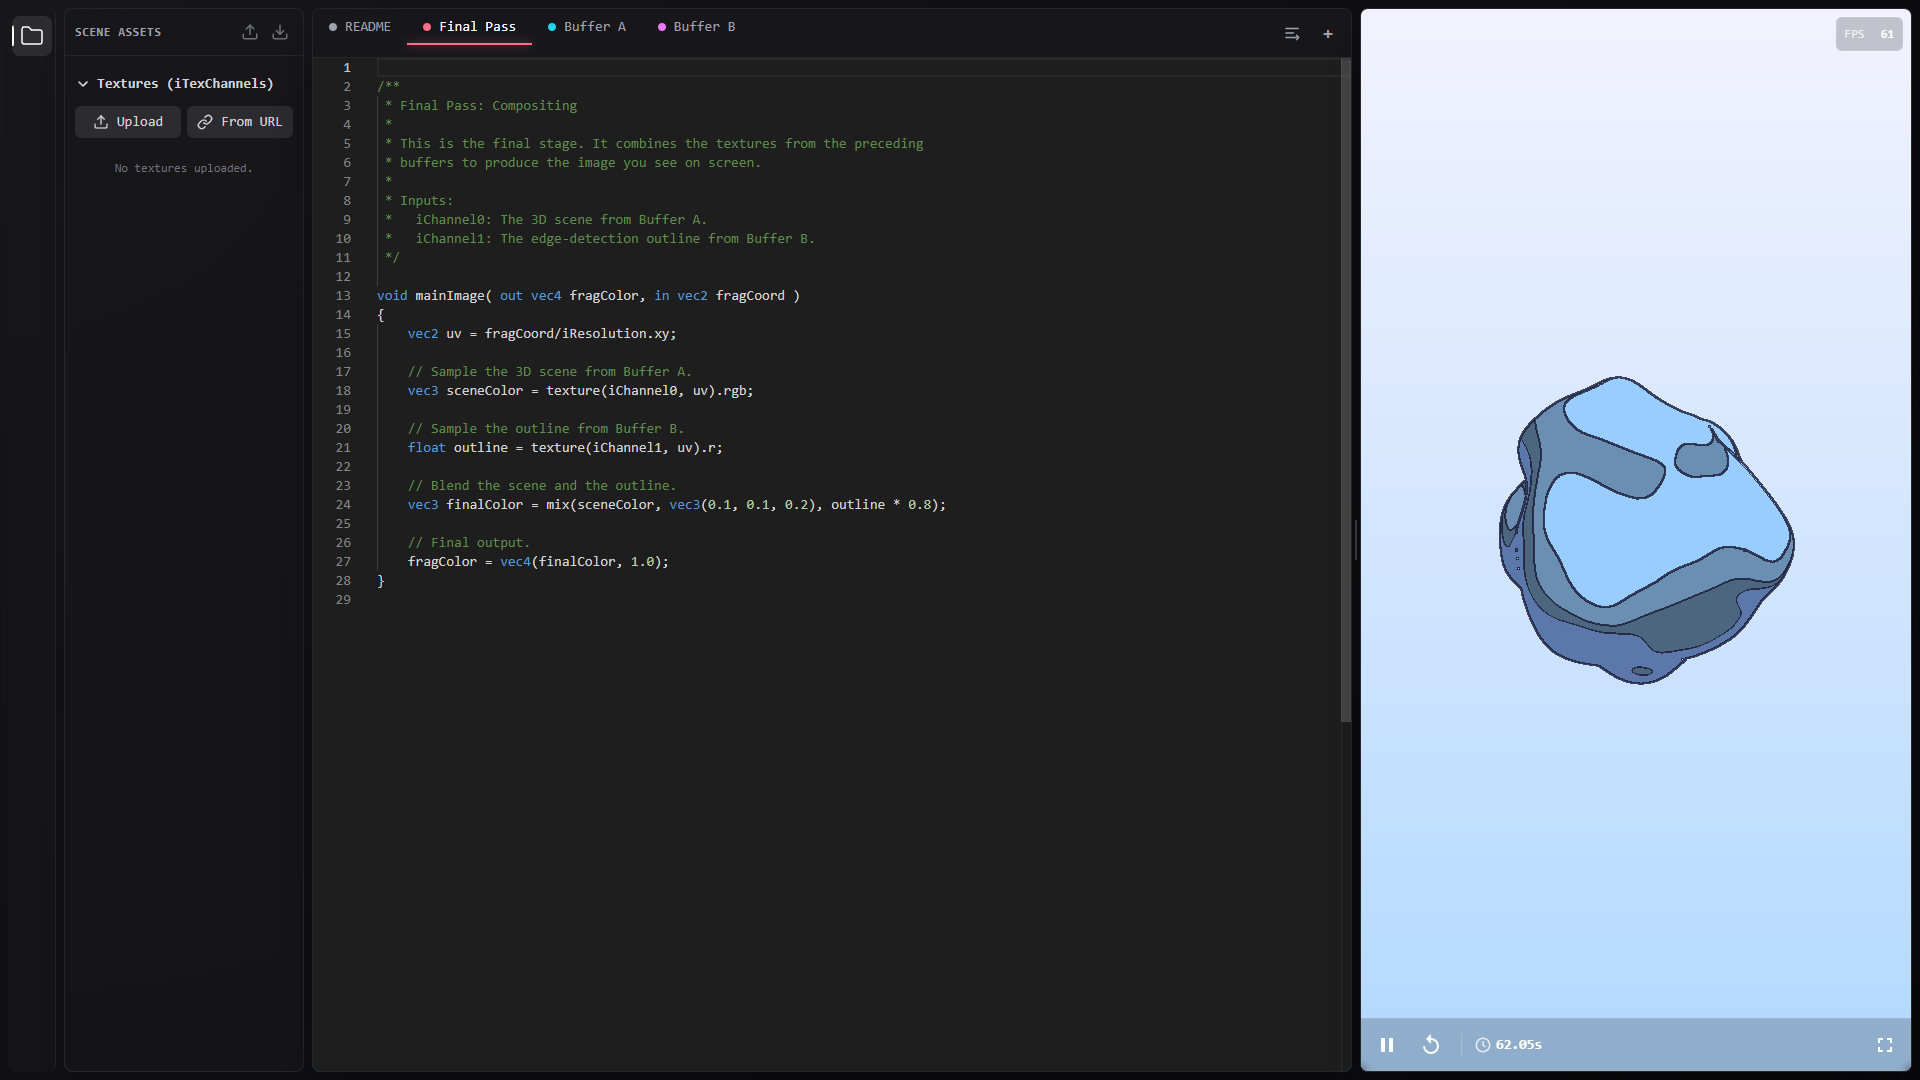 SCENE ASSETS
Textures (iTexChannels)
Upload
From URL
No textures uploaded.
README
Final Pass
Buffer A
Buffer B
+
1
2 /**
3  * Final Pass: Compositing
4  *
5  * This is the final stage. It combines the textures from the preceding
6  * buffers to produce the image you see on screen.
7  *
8  * Inputs:
9  *   iChannel0: The 3D scene from Buffer A.
10  *   iChannel1: The edge-detection outline from Buffer B.
11  */
12
13 void mainImage( out vec4 fragColor, in vec2 fragCoord )
14 {
15     vec2 uv = fragCoord/iResolution.xy;
16
17     // Sample the 3D scene from Buffer A.
18     vec3 sceneColor = texture(iChannel0, uv).rgb;
19
20     // Sample the outline from Buffer B.
21     float outline = texture(iChannel1, uv).r;
22
23     // Blend the scene and the outline.
24     vec3 finalColor = mix(sceneColor, vec3(0.1, 0.1, 0.2), outline * 0.8);
25
26     // Final output.
27     fragColor = vec4(finalColor, 1.0);
28 }
29
FPS 61
62.05s